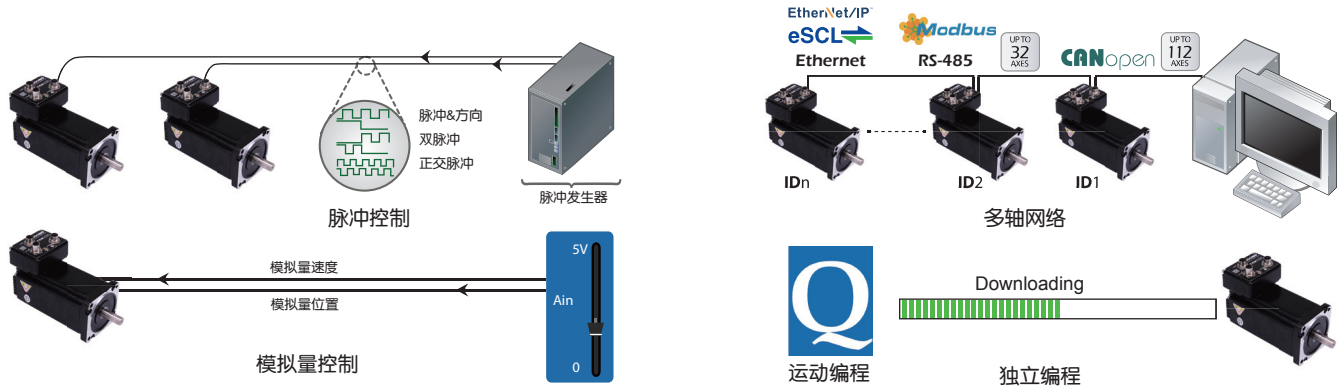 脉冲&方向
双脉冲
正交脉冲
脉冲发生器
脉冲控制
EtherNet/IP™
eSCL
Ethernet
Modbus
RS-485
UP TO
32
AXES
CANopen
UP TO
112
AXES
IDn
ID2
ID1
多轴网络
模拟量速度
模拟量位置
5V
Ain
0
模拟量控制
Q
运动编程
Downloading
独立编程